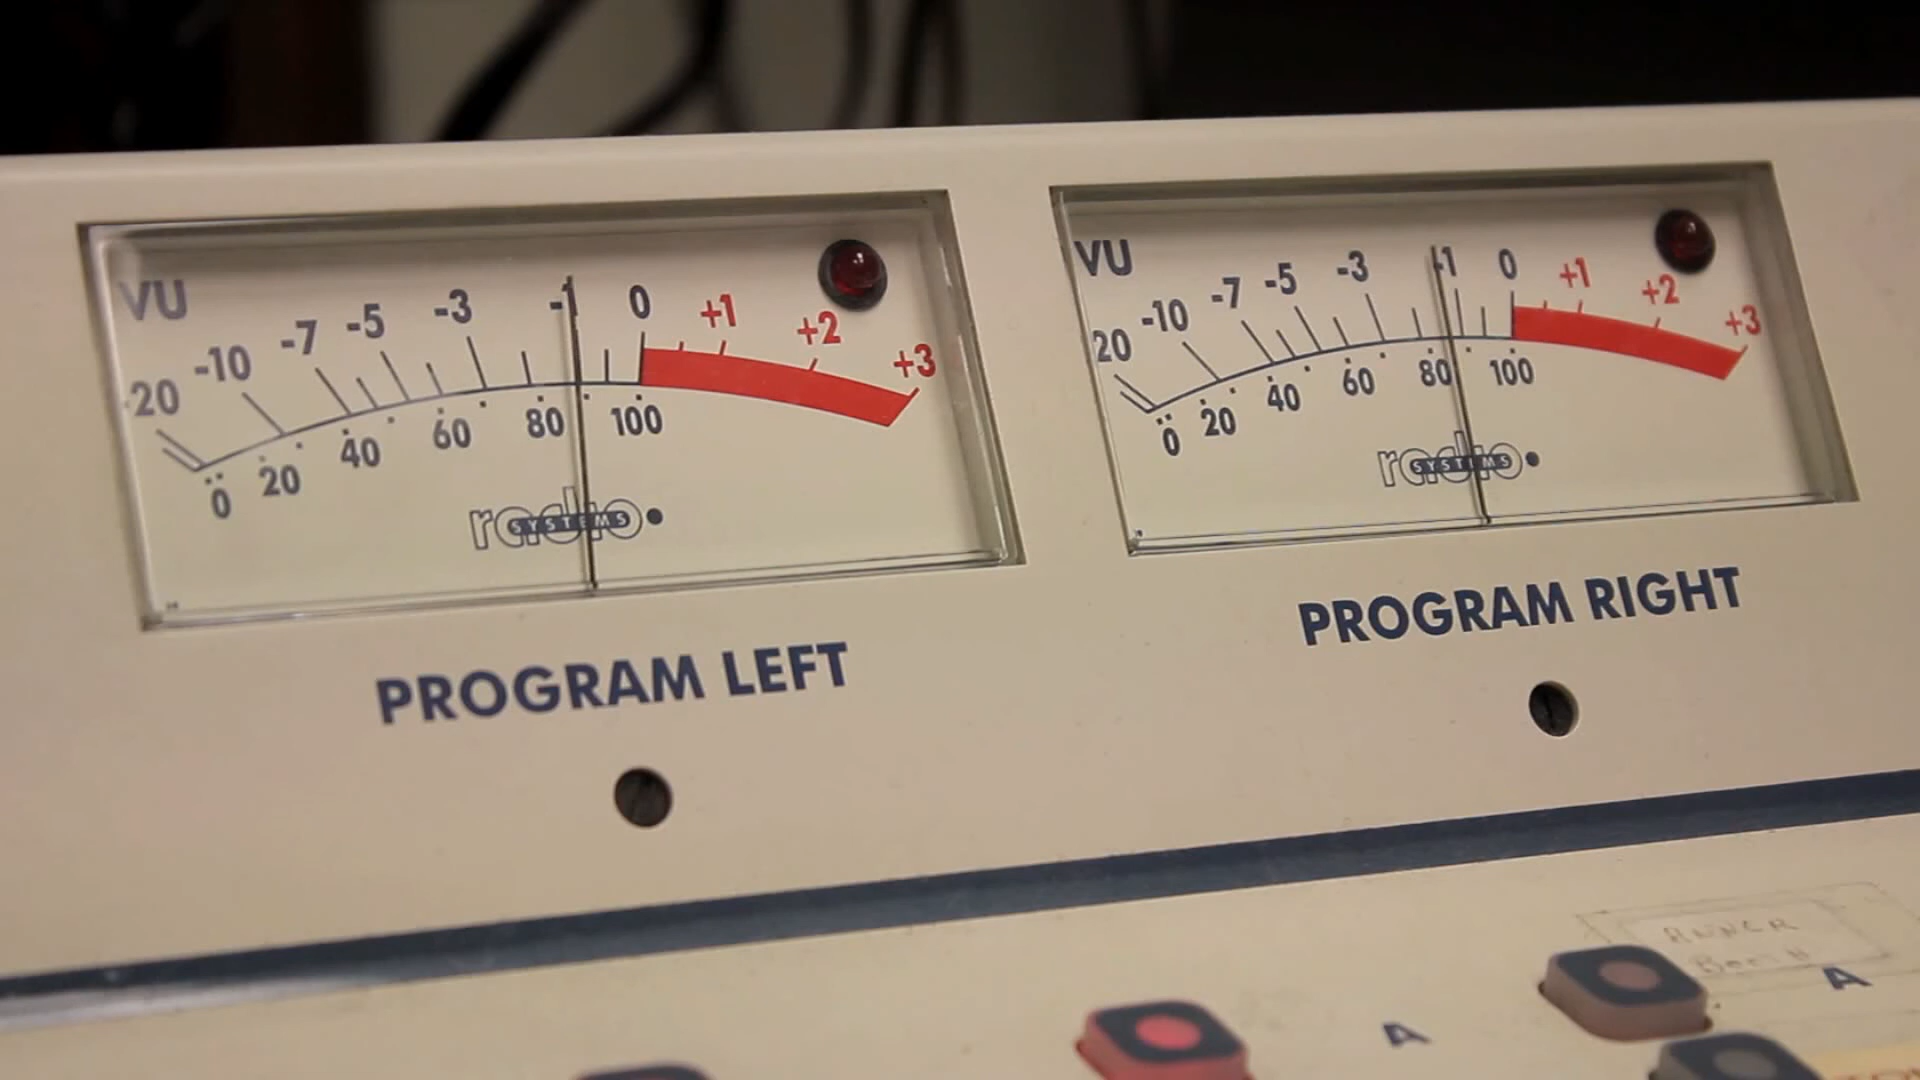 VU
-20 -10 -7 -5 -3 -1 0 +1 +2 +3
0 20 40 60 80 100
radio
SYSTEMS
PROGRAM LEFT
VU
20 -10 -7 -5 -3 -1 0 +1 +2 +3
0 20 40 60 80 100
radio
SYSTEMS
PROGRAM RIGHT
A
A